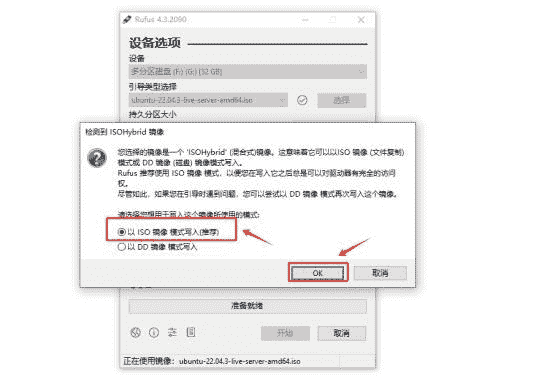 Rufus 4.3.2090
设备选项
设备
多分区磁盘 (F:) (G:) [52 GB]
引导类型选择
ubuntu-22.04.3-live-server-amd64.iso
选择
持久分区大小
检测到 ISOHybrid 镜像
您选择的镜像是一个 'ISOHybrid' (混合式)镜像。这意味着它可以以ISO 镜像 (文件复制)
模式或 DD 镜像 (磁盘) 镜像模式写入。
Rufus 推荐使用 ISO 镜像 模式，以便您在写入它之后总是可以对驱动器有完全的访问
权。
尽管如此，如果您在引导时遇到问题，您可以尝试以 DD 镜像 模式再次写入这个镜像。
请选择您想用于写入这个镜像所使用的模式:
以 ISO 镜像 模式写入(推荐)
以 DD 镜像 模式写入
OK
取消
准备就绪
开始
取消
正在使用镜像: ubuntu-22.04.3-live-server-amd64.iso